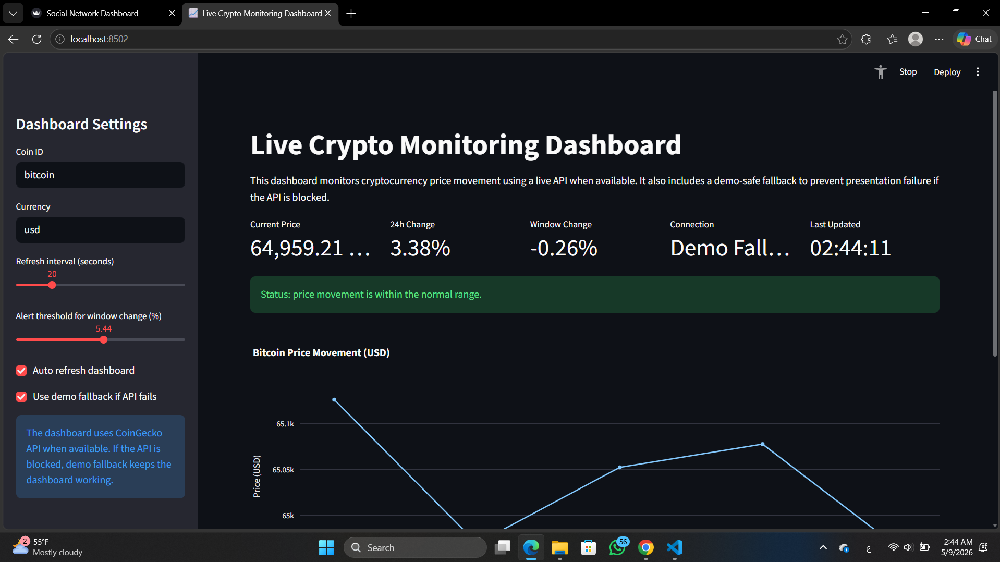 Social Network Dashboard
Live Crypto Monitoring Dashboard
localhost:8502
Chat
Stop
Deploy
Dashboard Settings
Coin ID
bitcoin
Currency
usd
Refresh interval (seconds)
20
Alert threshold for window change (%)
5.44
Auto refresh dashboard
Use demo fallback if API fails
The dashboard uses CoinGecko
API when available. If the API is
blocked, demo fallback keeps the
dashboard working.
Live Crypto Monitoring Dashboard
This dashboard monitors cryptocurrency price movement using a live API when available. It also includes a demo-safe fallback to prevent presentation failure if
the API is blocked.
Current Price
64,959.21 ...
24h Change
3.38%
Window Change
-0.26%
Connection
Demo Fall...
Last Updated
02:44:11
Status: price movement is within the normal range.
Bitcoin Price Movement (USD)
65.1k
65.05k
65k
Price (USD)
2
55°F
Mostly cloudy
Search
56
ع
2:44 AM
5/9/2026